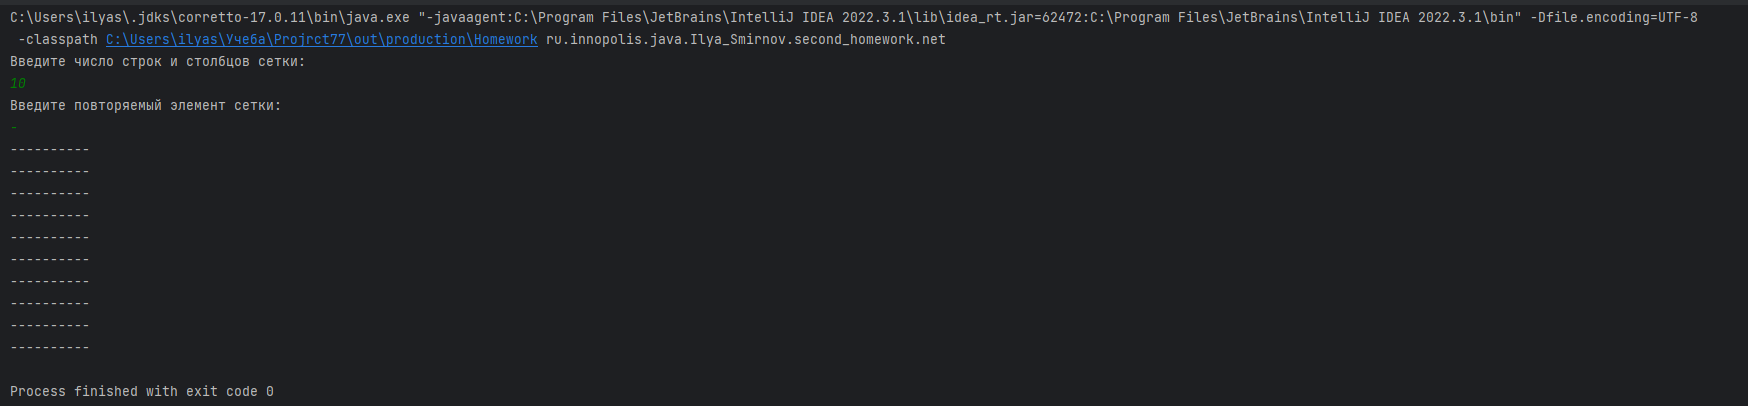 C:\Users\ilyas\.jdks\corretto-17.0.11\bin\java.exe "-javaagent:C:\Program Files\JetBrains\IntelliJ IDEA 2022.3.1\lib\idea_rt.jar=62472:C:\Program Files\JetBrains\IntelliJ IDEA 2022.3.1\bin" -Dfile.encoding=UTF-8
-classpath C:\Users\ilyas\Учеба\Projrct77\out\production\Homework ru.innopolis.java.Ilya_Smirnov.second_homework.net
Введите число строк и столбцов сетки:
10
Введите повторяемый элемент сетки:
-
----------
----------
----------
----------
----------
----------
----------
----------
----------
----------
Process finished with exit code 0